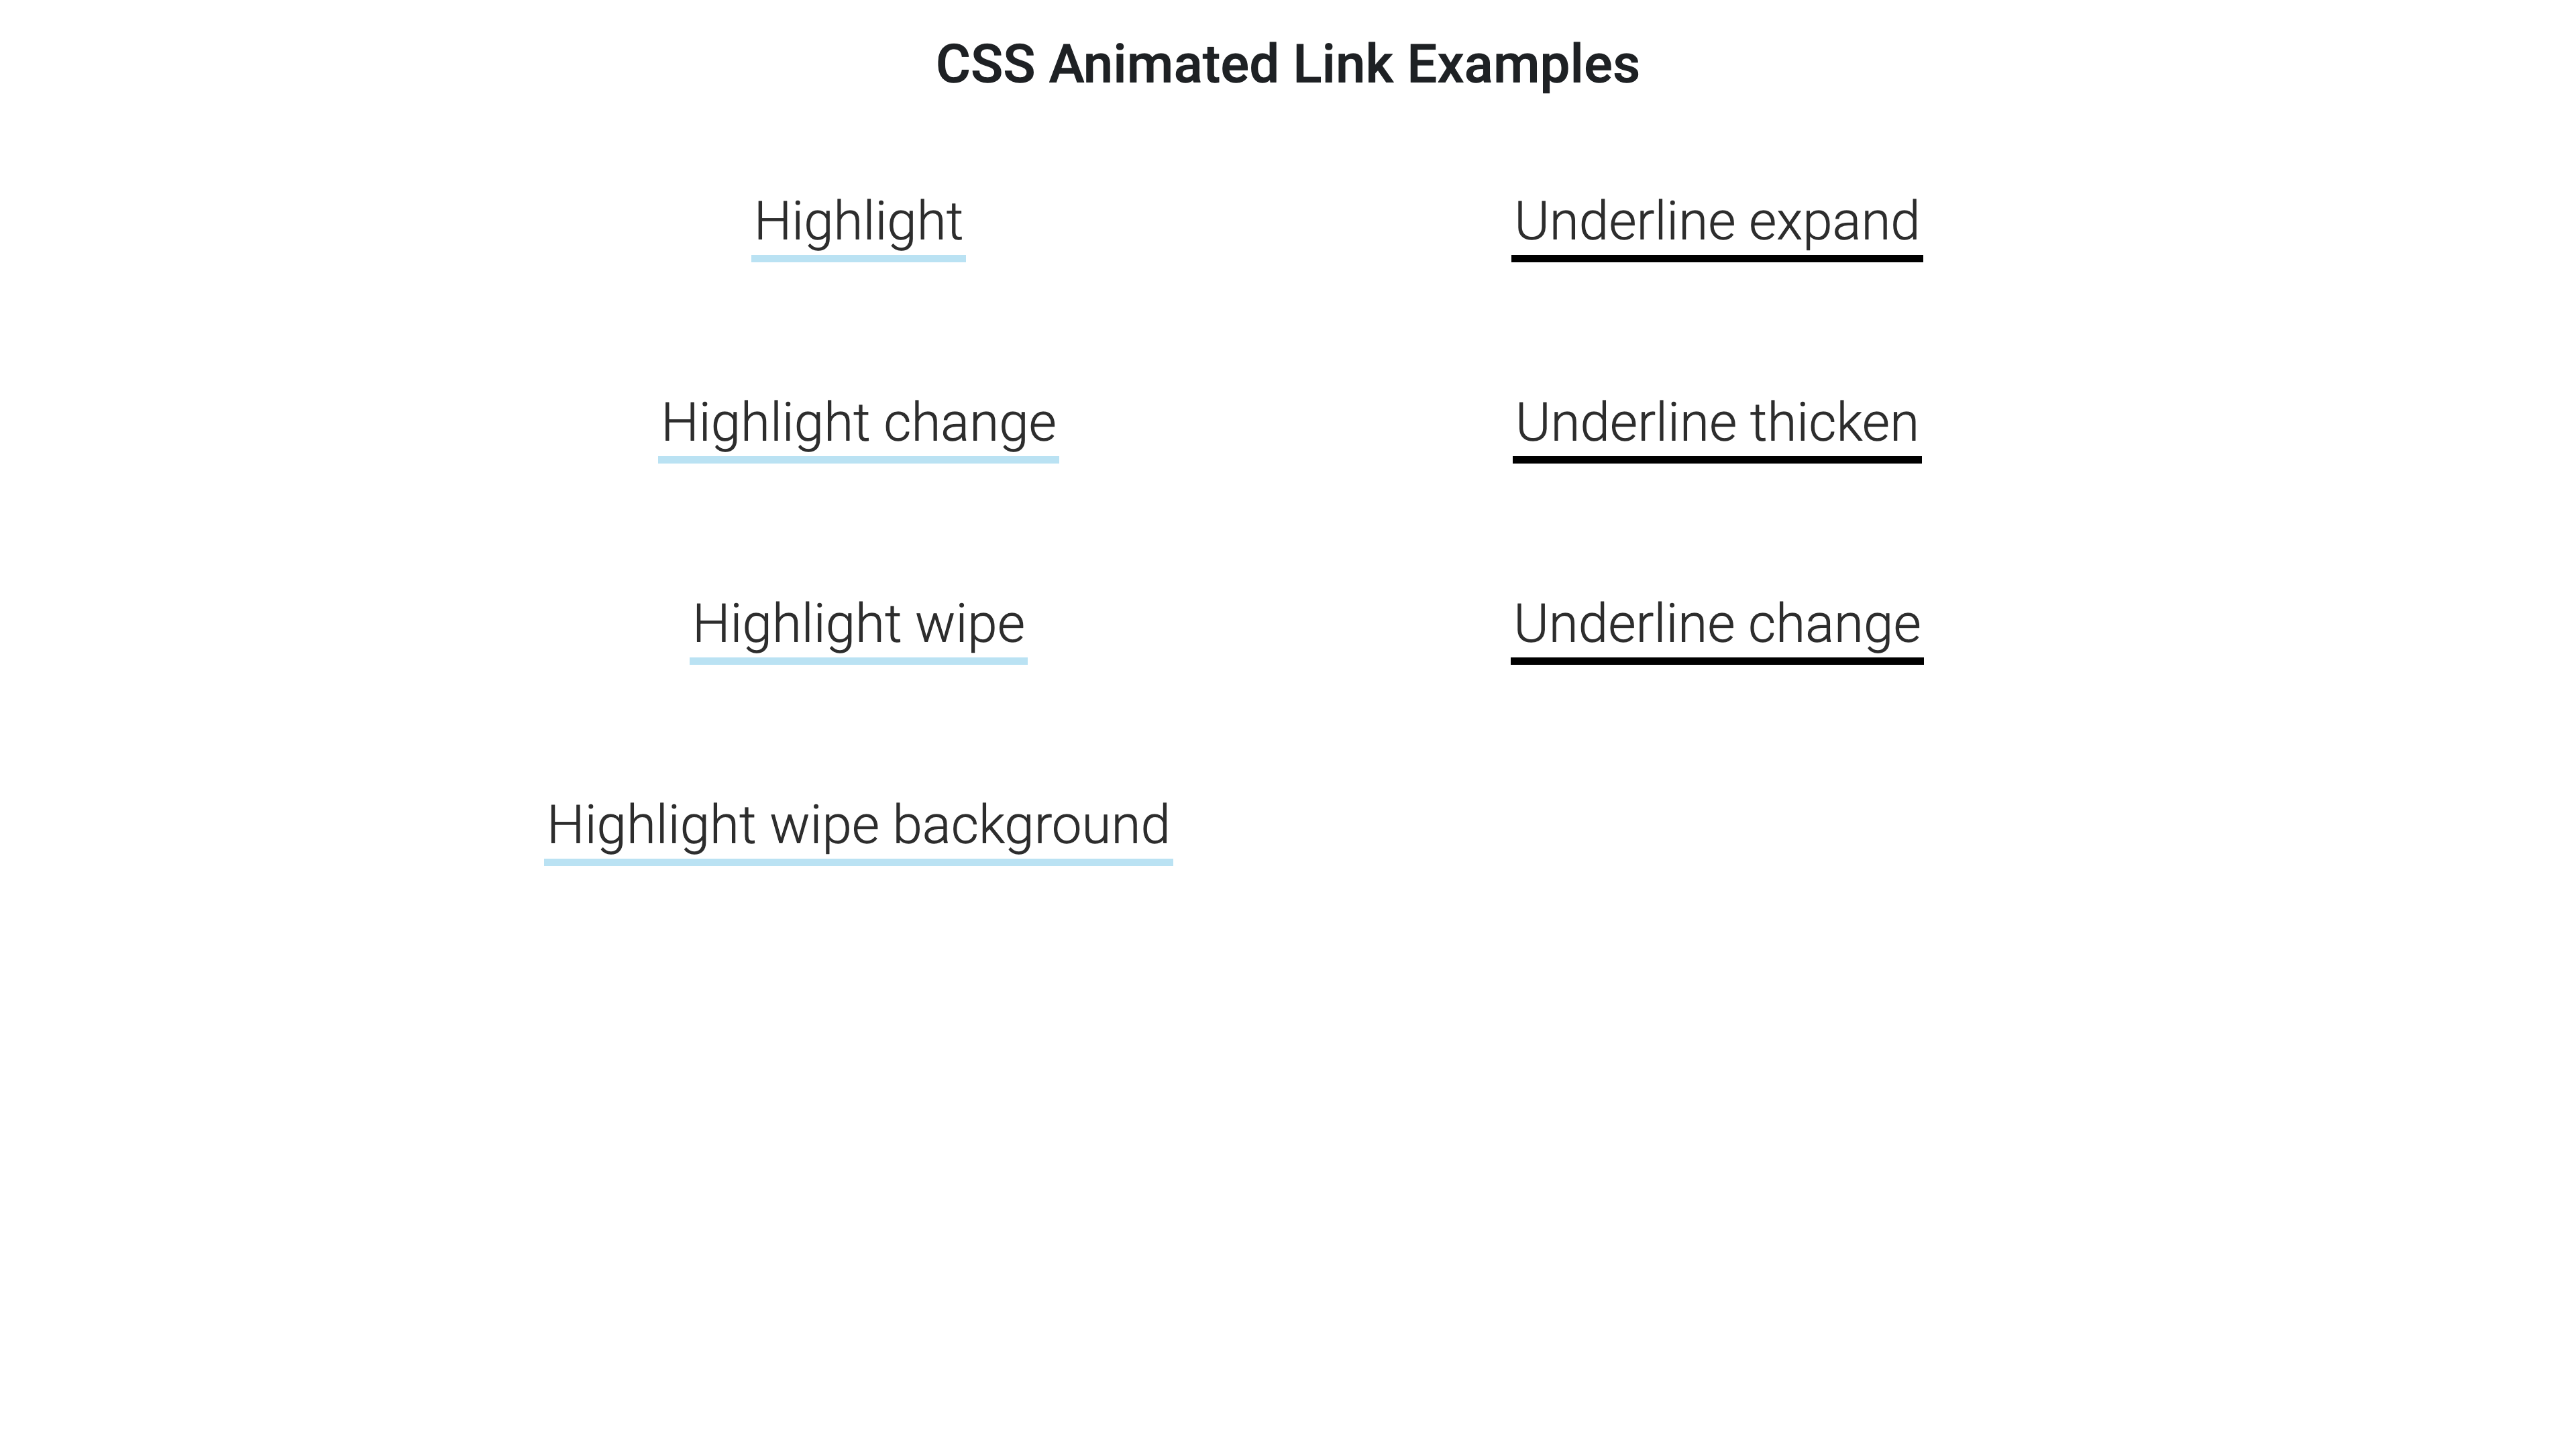 CSS Animated Link Examples
Highlight
Underline expand
Highlight change
Underline thicken
Highlight wipe
Underline change
Highlight wipe background